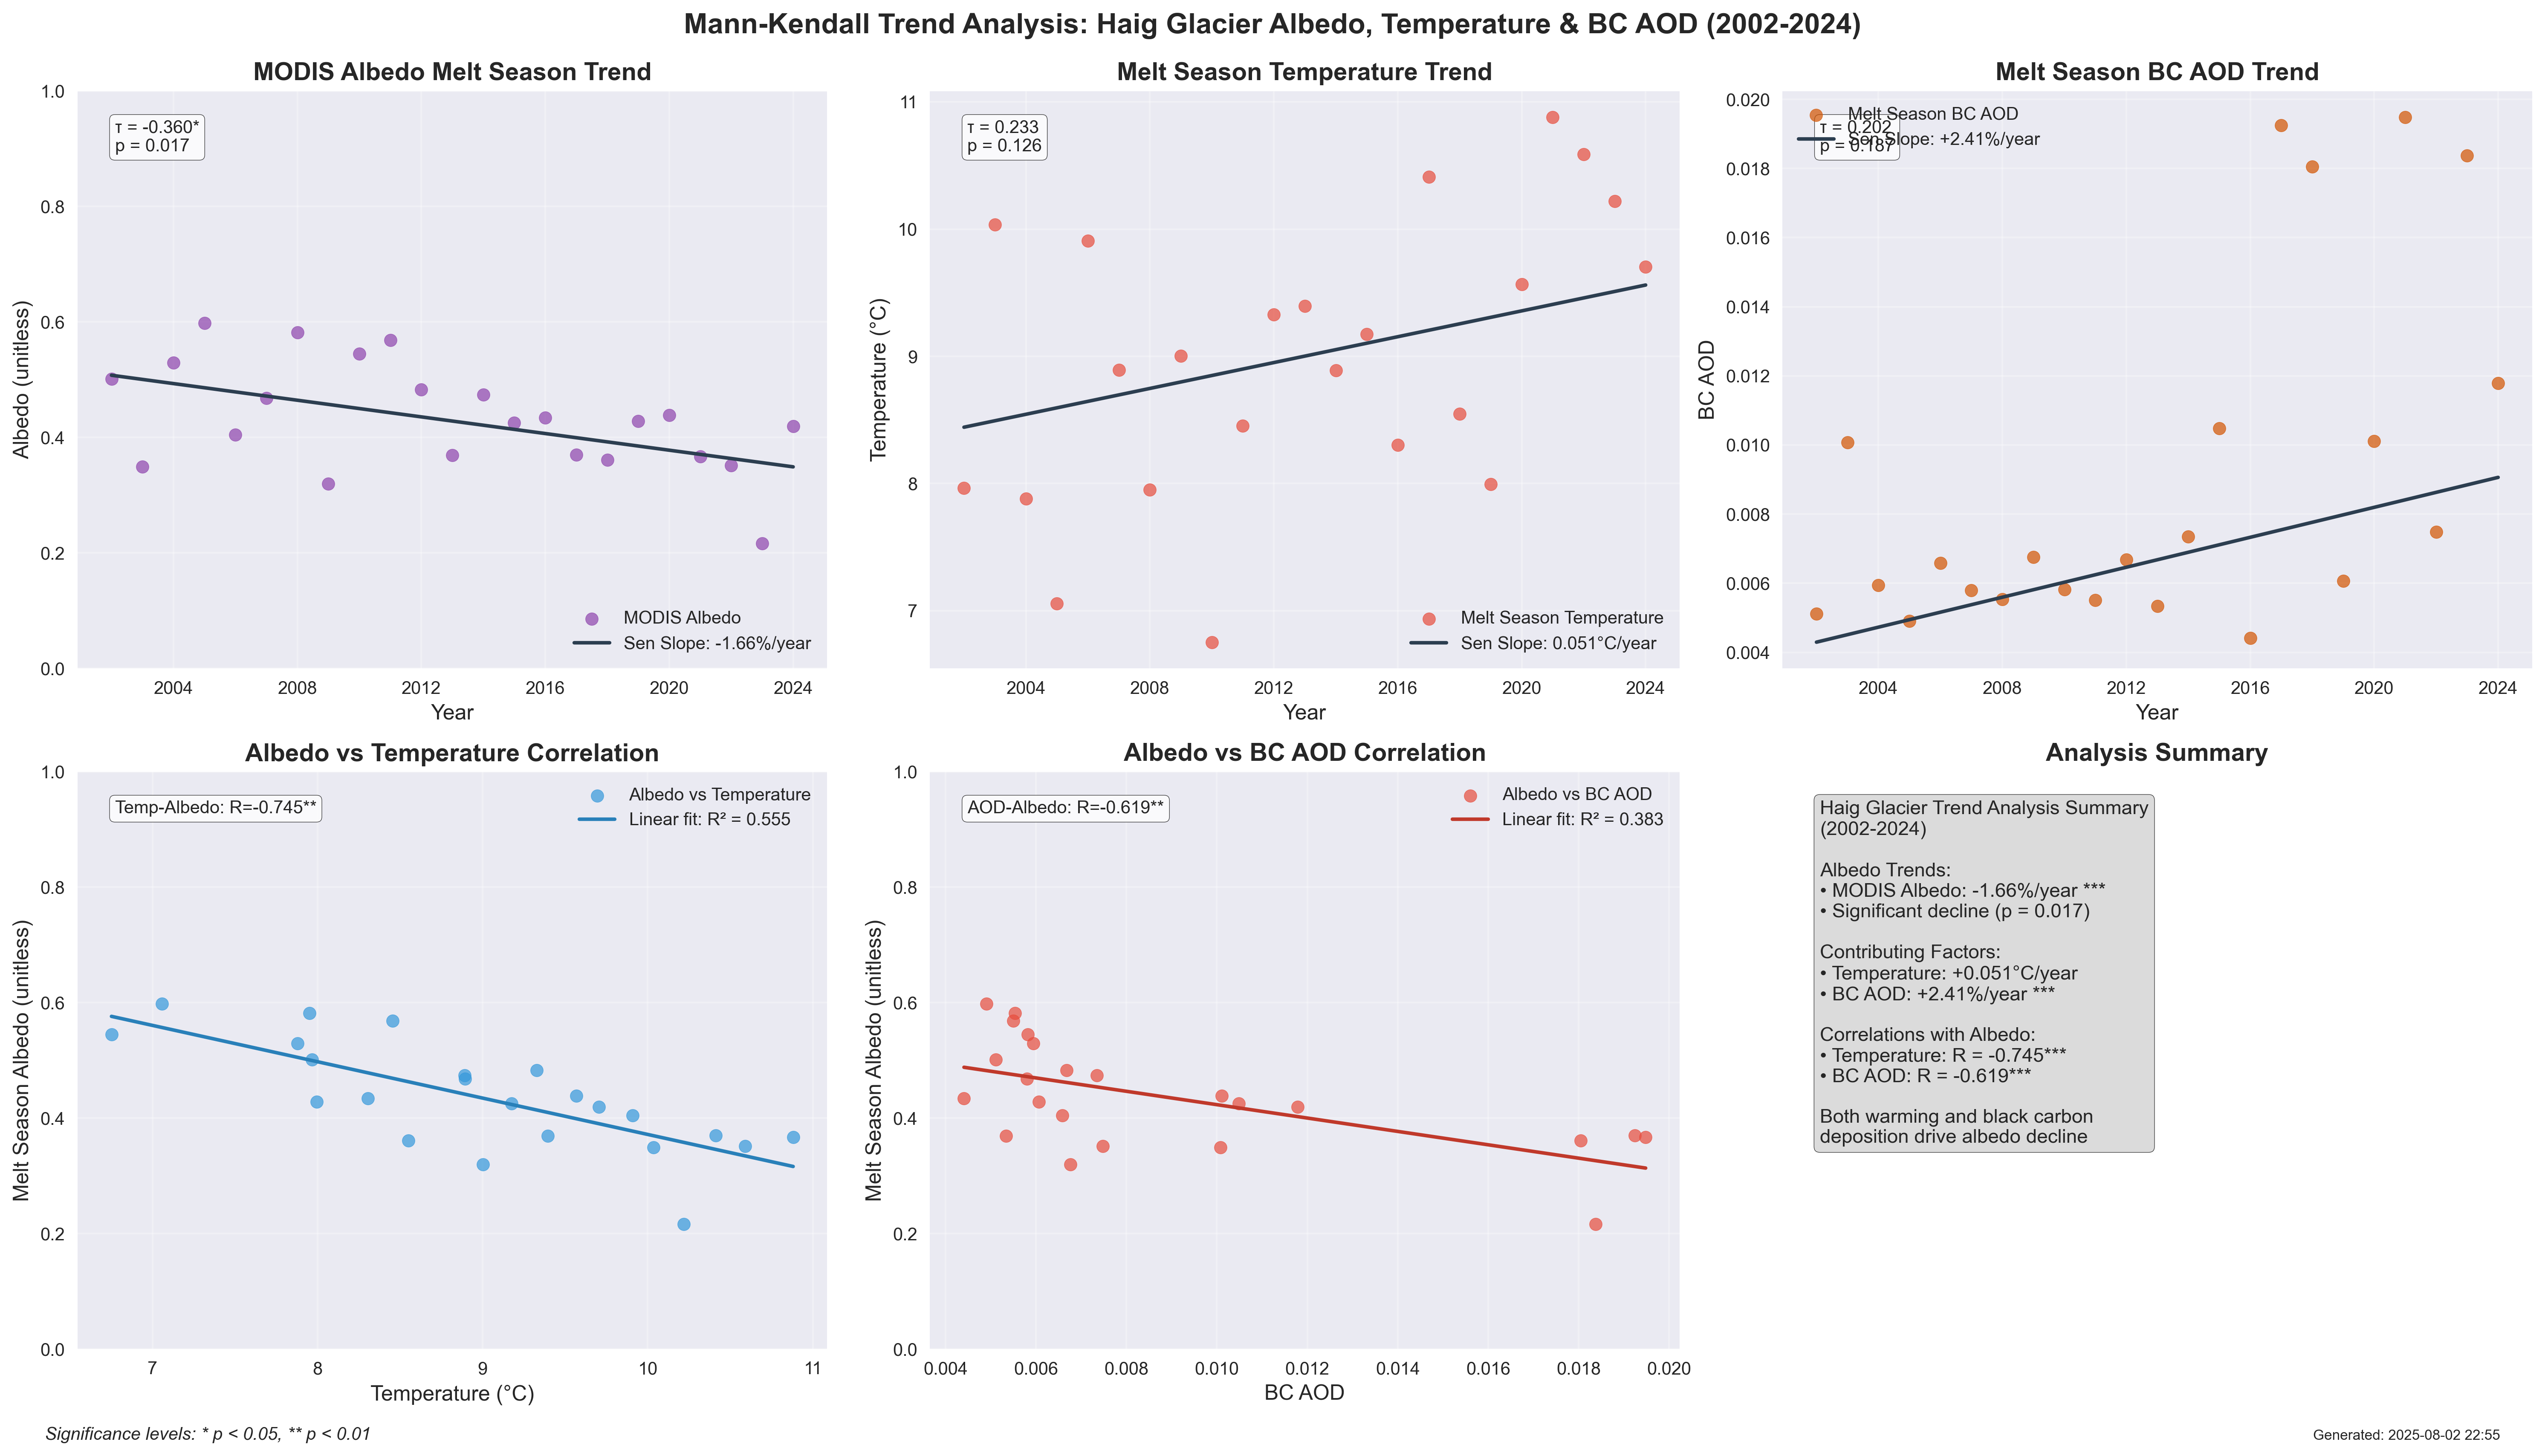 Mann-Kendall Trend Analysis: Haig Glacier Albedo, Temperature & BC AOD (2002-2024)
MODIS Albedo Melt Season Trend
τ = -0.360*
p = 0.017
1.0
0.8
0.6
0.4
0.2
0.0
Albedo (unitless)
MODIS Albedo
Sen Slope: -1.66%/year
2004
2008
2012
2016
2020
2024
Year
Melt Season Temperature Trend
τ = 0.233
p = 0.126
11
10
9
8
7
Temperature (°C)
Melt Season Temperature
Sen Slope: 0.051°C/year
2004
2008
2012
2016
2020
2024
Year
Melt Season BC AOD Trend
Melt Season BC AOD
τ = 0.202
Sen Slope: +2.41%/year
p = 0.187
0.020
0.018
0.016
0.014
0.012
0.010
0.008
0.006
0.004
BC AOD
2004
2008
2012
2016
2020
2024
Year
Albedo vs Temperature Correlation
Temp-Albedo: R=-0.745**
Albedo vs Temperature
Linear fit: R² = 0.555
1.0
0.8
0.6
0.4
0.2
0.0
Melt Season Albedo (unitless)
7
8
9
10
11
Temperature (°C)
Albedo vs BC AOD Correlation
AOD-Albedo: R=-0.619**
Albedo vs BC AOD
Linear fit: R² = 0.383
1.0
0.8
0.6
0.4
0.2
0.0
Melt Season Albedo (unitless)
0.004
0.006
0.008
0.010
0.012
0.014
0.016
0.018
0.020
BC AOD
Analysis Summary
Haig Glacier Trend Analysis Summary
(2002-2024)
Albedo Trends:
• MODIS Albedo: -1.66%/year ***
• Significant decline (p = 0.017)
Contributing Factors:
• Temperature: +0.051°C/year
• BC AOD: +2.41%/year ***
Correlations with Albedo:
• Temperature: R = -0.745***
• BC AOD: R = -0.619***
Both warming and black carbon
deposition drive albedo decline
Significance levels: * p < 0.05, ** p < 0.01
Generated: 2025-08-02 22:55